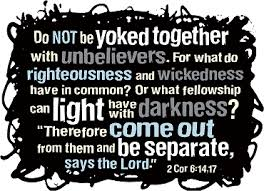 Do NOT be yoked together
with unbelievers. For what do
righteousness and wickedness
have in common? Or what fellowship
can light have with darkness?
"Therefore come out
from them and be separate,
says the Lord." 2 Cor 6:14,17